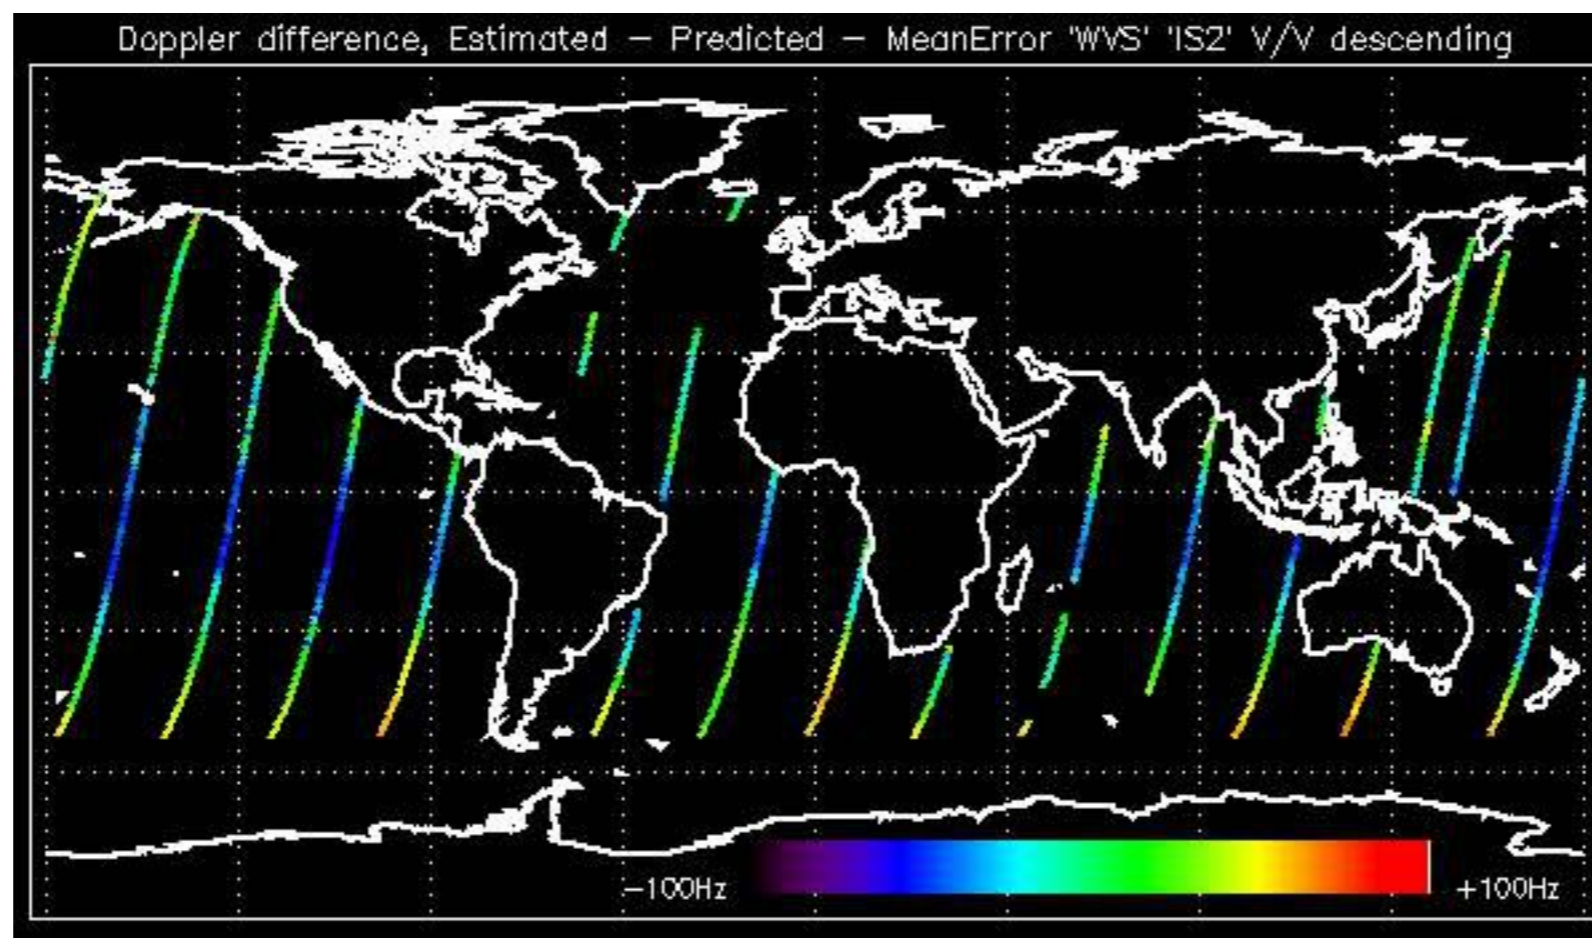 Doppler difference, Estimated – Predicted – MeanError 'WVS' 'IS2' V/V descending
–100Hz +100Hz